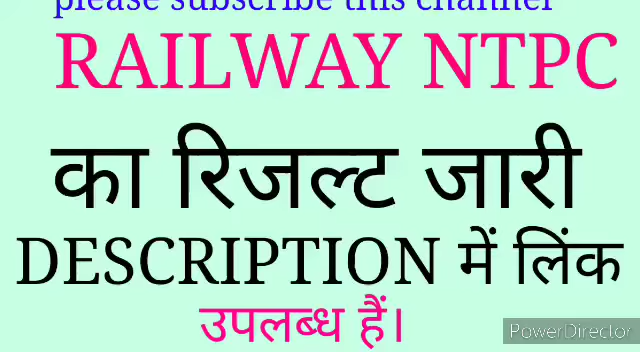 please subscribe this channel
RAILWAY NTPC
का रिजल्ट जारी
DESCRIPTION में लिंक
उपलब्ध हैं।
PowerDirector